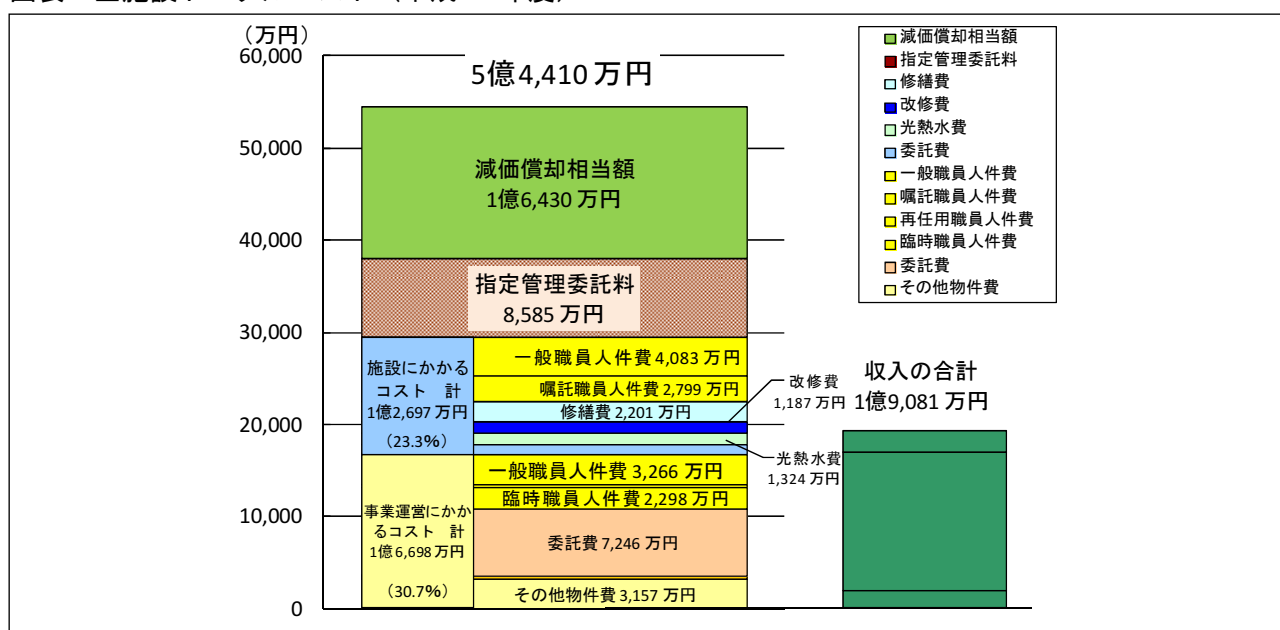 （万円）
60,000
50,000
40,000
30,000
20,000
10,000
0
5億4,410万円
減価償却相当額
1億6,430万円
指定管理委託料
8,585万円
施設にかかる
コスト 計
1億2,697万円
（23.3%）
一般職員人件費4,083万円
嘱託職員人件費2,799万円
修繕費2,201万円
改修費
1,187万円
光熱水費
1,324万円
事業運営にかか
るコスト 計
1億6,698万円
（30.7%）
一般職員人件費3,266万円
臨時職員人件費2,298万円
委託費7,246万円
その他物件費3,157万円
収入の合計
1億9,081万円
減価償却相当額
指定管理委託料
修繕費
改修費
光熱水費
委託費
一般職員人件費
嘱託職員人件費
再任用職員人件費
臨時職員人件費
委託費
その他物件費